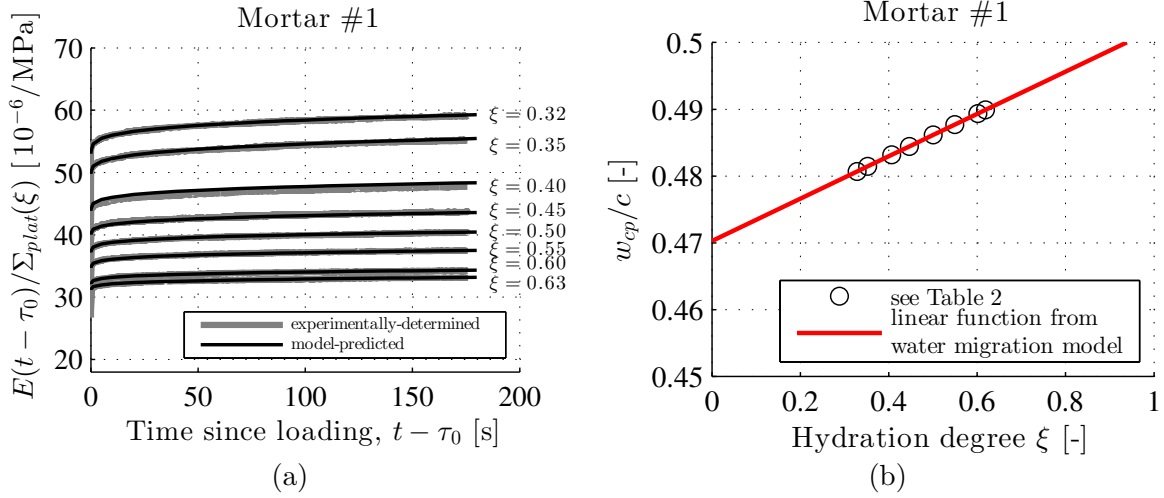 Mortar #1
E(t − τ₀)/Σₚₗₐₜ(ξ) [10⁻⁶/MPa]
70
60
50
40
30
20
ξ = 0.32
ξ = 0.35
ξ = 0.40
ξ = 0.45
ξ = 0.50
ξ = 0.55
ξ = 0.60
ξ = 0.63
experimentally-determined
model-predicted
0 50 100 150 200
Time since loading, t − τ₀ [s]
(a)
Mortar #1
w_{cp}/c [-]
0.5
0.49
0.48
0.47
0.46
0.45
see Table 2
linear function from
water migration model
0 0.2 0.4 0.6 0.8 1
Hydration degree ξ [-]
(b)